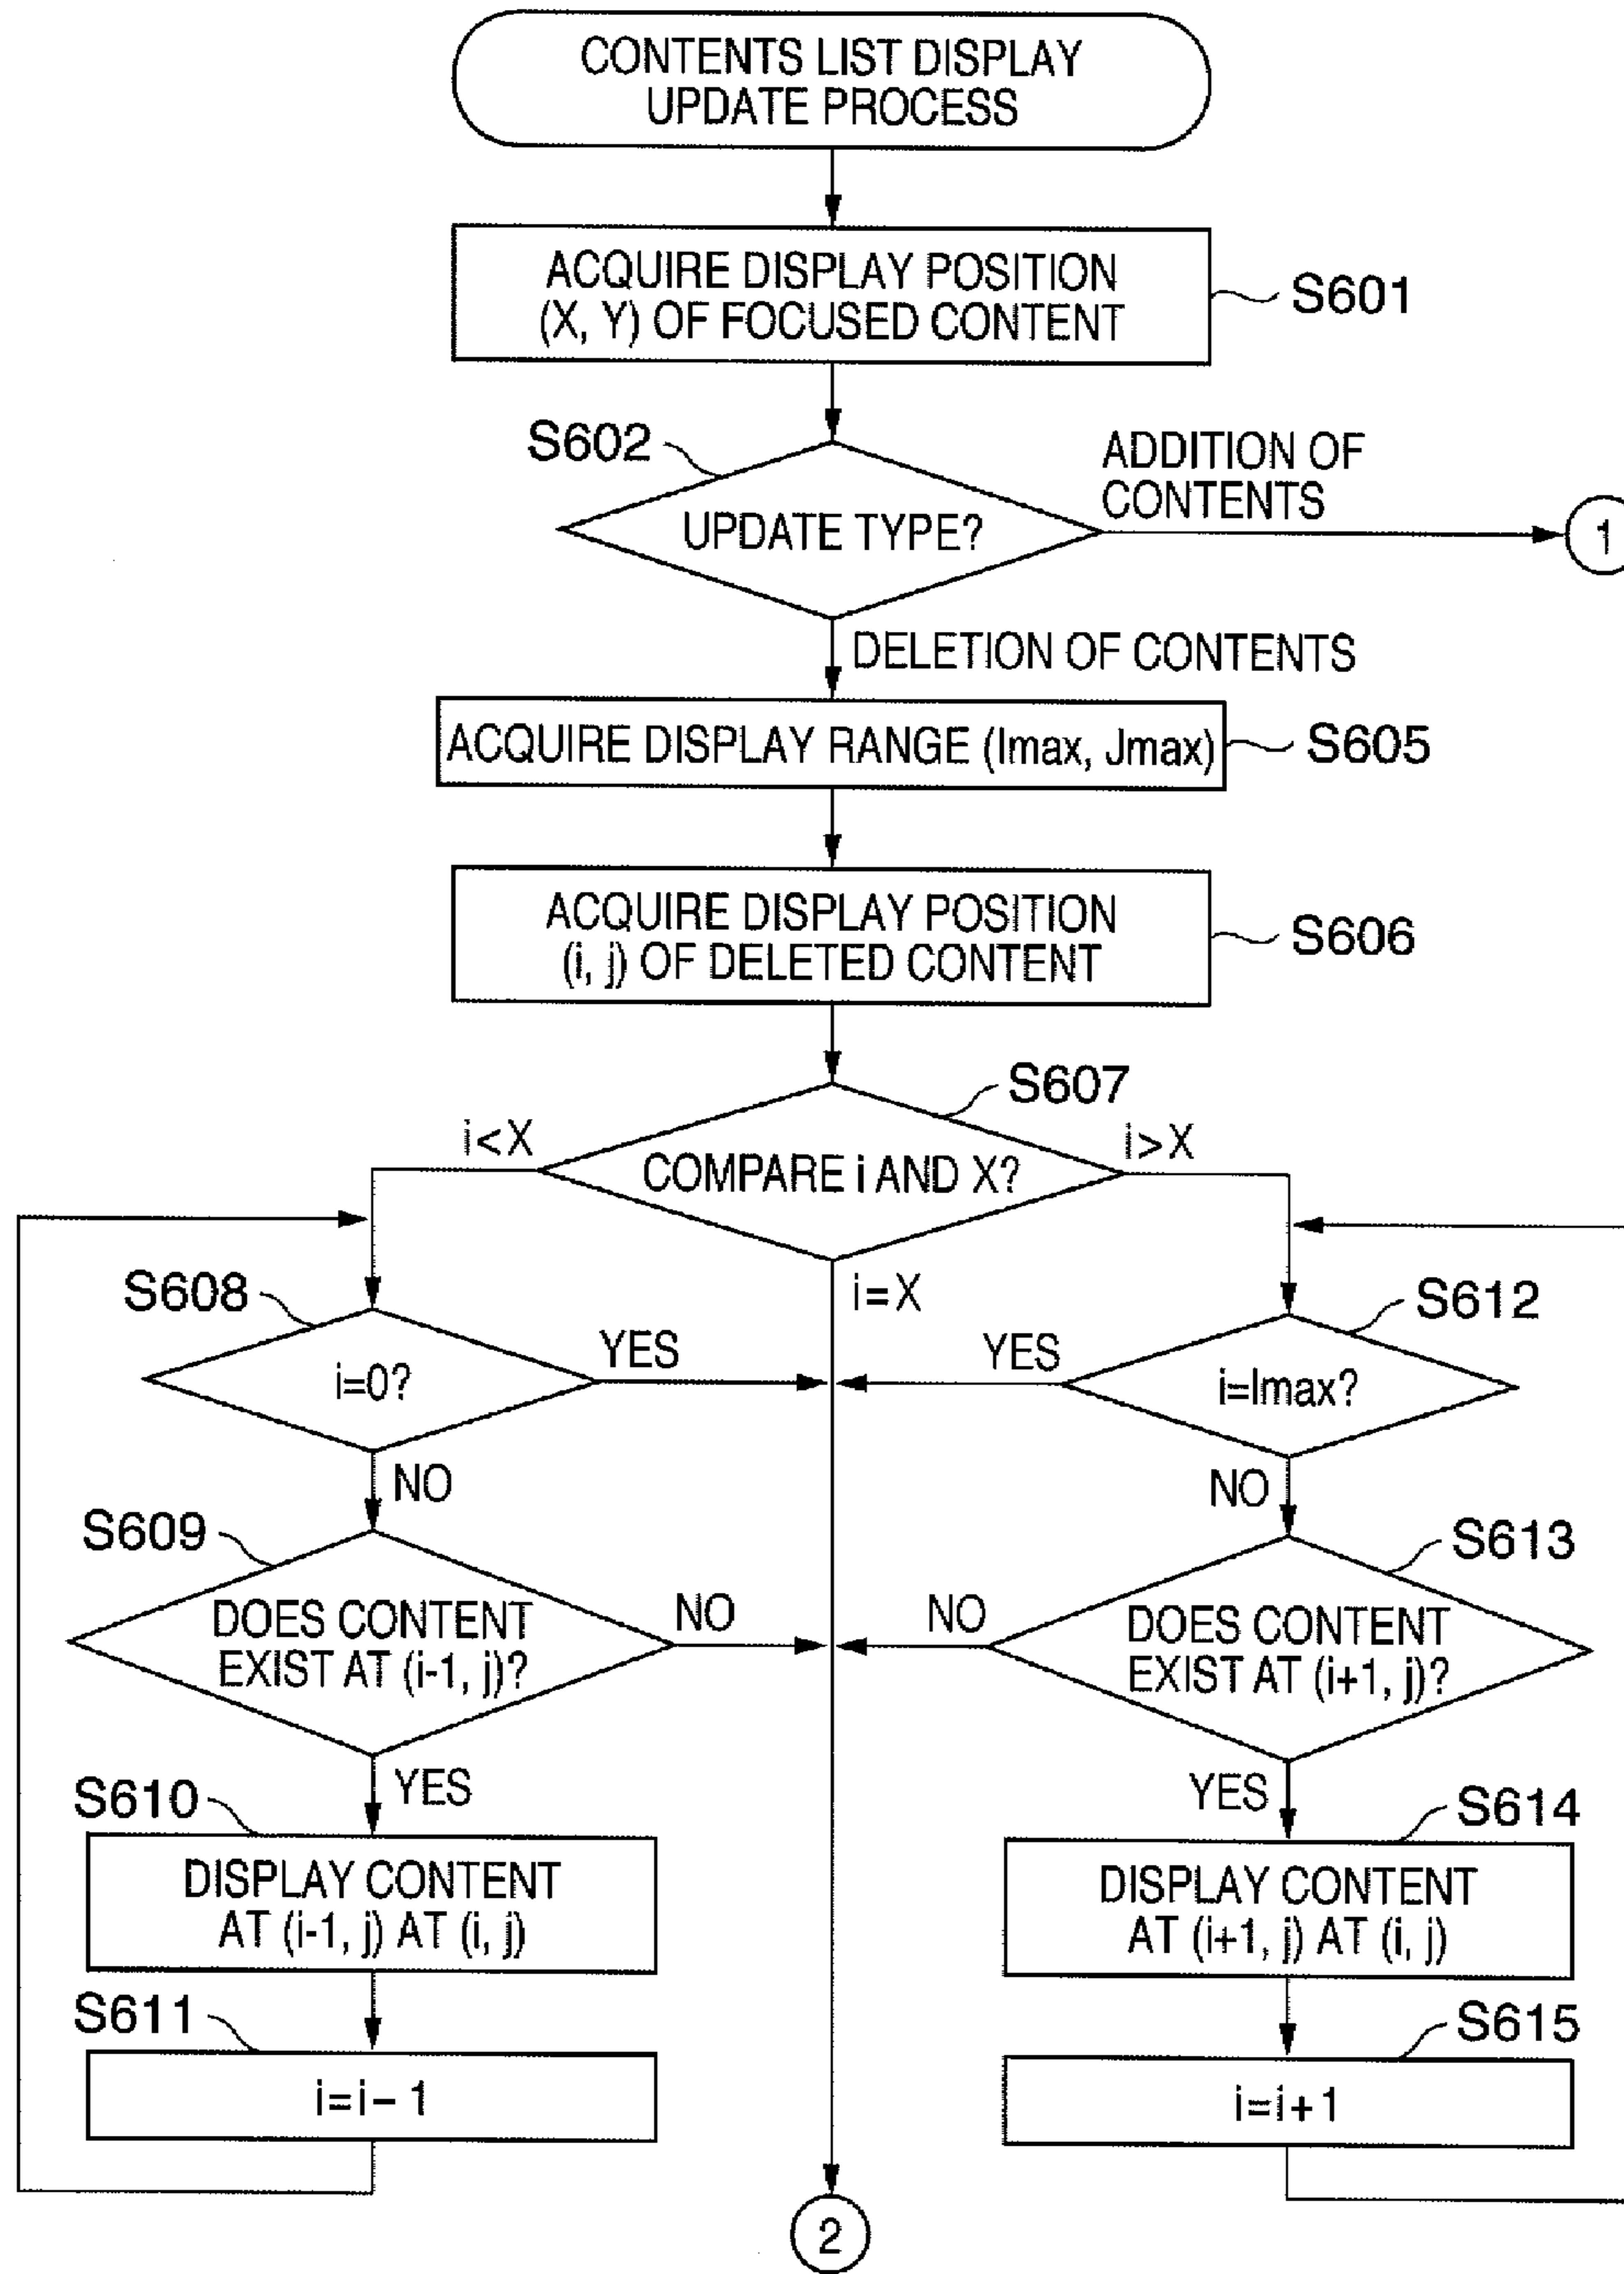 CONTENTS LIST DISPLAY
UPDATE PROCESS
ACQUIRE DISPLAY POSITION
(X, Y) OF FOCUSED CONTENT
S601
S602
UPDATE TYPE?
ADDITION OF
CONTENTS
1
DELETION OF CONTENTS
ACQUIRE DISPLAY RANGE (Imax, Jmax)
S605
ACQUIRE DISPLAY POSITION
(i, j) OF DELETED CONTENT
S606
S607
i<X
COMPARE i AND X?
i>X
i=X
S608
i=0?
YES
NO
S612
i=Imax?
YES
NO
S609
DOES CONTENT
EXIST AT (i-1, j)?
NO
YES
S613
DOES CONTENT
EXIST AT (i+1, j)?
NO
YES
S610
DISPLAY CONTENT
AT (i-1, j) AT (i, j)
S614
DISPLAY CONTENT
AT (i+1, j) AT (i, j)
S611
i=i-1
S615
i=i+1
2